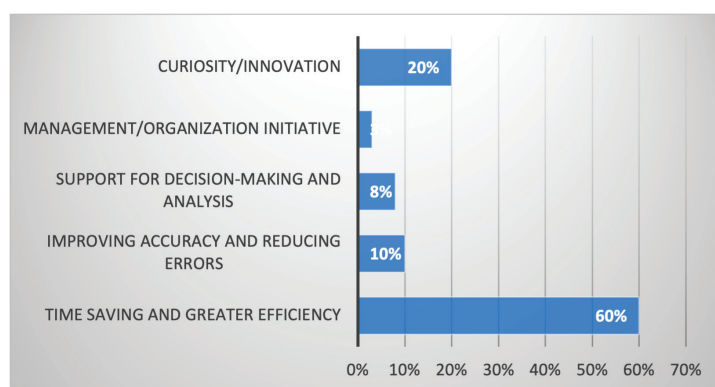 CURIOSITY/INNOVATION
20%
MANAGEMENT/ORGANIZATION INITIATIVE
SUPPORT FOR DECISION-MAKING AND
ANALYSIS
8%
IMPROVING ACCURACY AND REDUCING
ERRORS
10%
TIME SAVING AND GREATER EFFICIENCY
60%
0% 10% 20% 30% 40% 50% 60% 70%